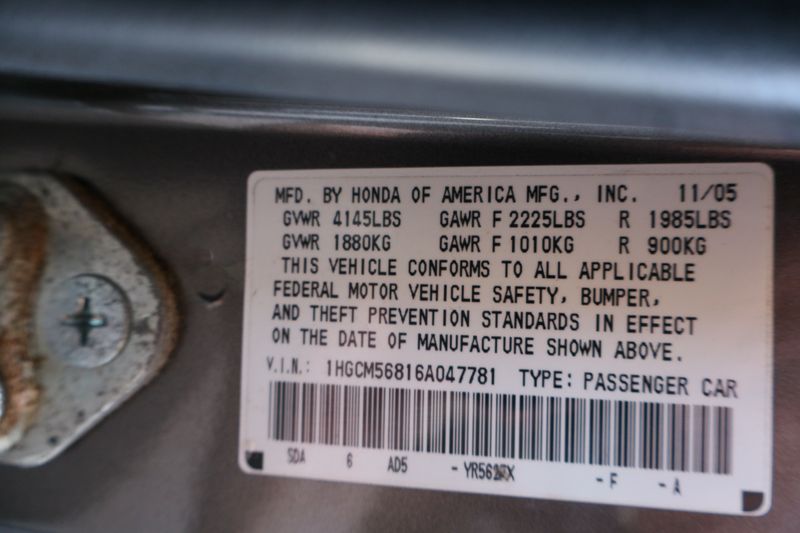 MFD. BY HONDA OF AMERICA MFG., INC. 11/05
GVWR 4145LBS GAWR F 2225LBS R 1985LBS
GVWR 1880KG GAWR F 1010KG R 900KG
THIS VEHICLE CONFORMS TO ALL APPLICABLE
FEDERAL MOTOR VEHICLE SAFETY, BUMPER,
AND THEFT PREVENTION STANDARDS IN EFFECT
ON THE DATE OF MANUFACTURE SHOWN ABOVE.
V.I.N.: 1HGCM56816A047781 TYPE: PASSENGER CAR
SDA 6 AD5 - F - A